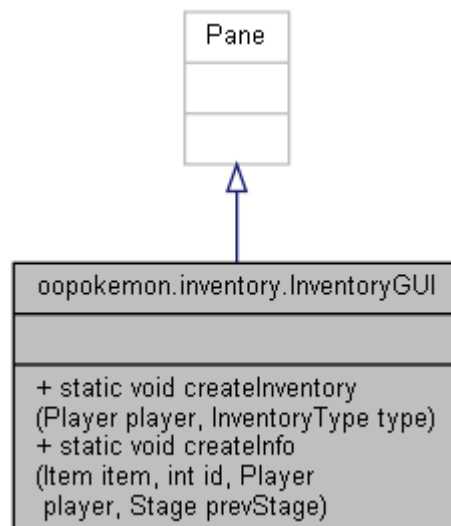 Pane
oopokemon.inventory.InventoryGUI
+ static void createInventory
(Player player, InventoryType type)
+ static void createInfo
(Item item, int id, Player
player, Stage prevStage)